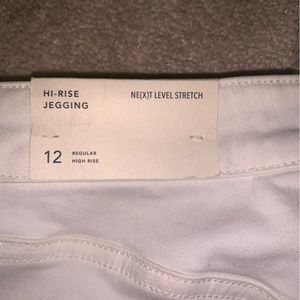 HI-RISE
JEGGING
NE(X)T LEVEL STRETCH
12
REGULAR
HIGH RISE